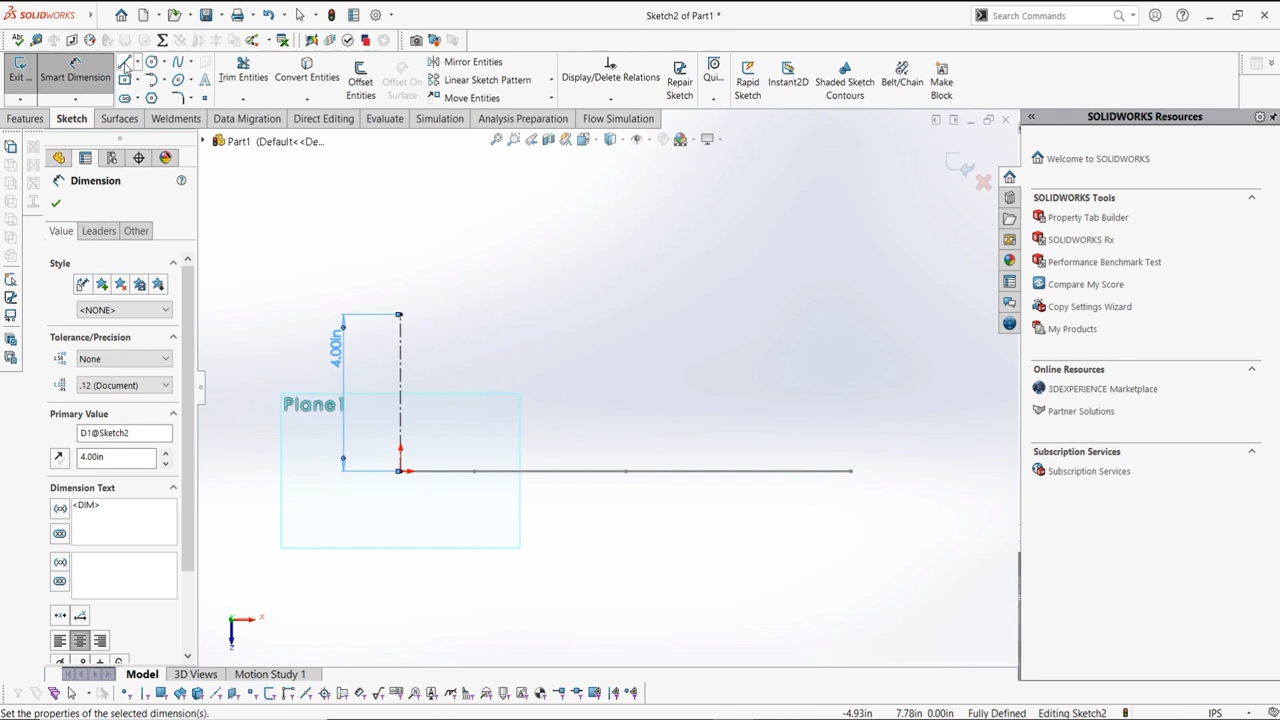 SOLIDWORKS
Sketch2 of Part1 *
Search Commands
Exit ...
Smart Dimension
Trim Entities
Convert Entities
Offset Entities
Offset On Surface
Mirror Entities
Linear Sketch Pattern
Move Entities
Display/Delete Relations
Repair Sketch
Qui...
Rapid Sketch
Instant2D
Shaded Sketch Contours
Belt/Chain
Make Block
Features
Sketch
Surfaces
Weldments
Data Migration
Direct Editing
Evaluate
Simulation
Analysis Preparation
Flow Simulation
SOLIDWORKS Resources
Part1 (Default<<De...
Dimension
Value
Leaders
Other
Style
<NONE>
Tolerance/Precision
None
.12 (Document)
Primary Value
D1@Sketch2
4.00in
Dimension Text
<DIM>
4.00in
Plane1
X
Z
Welcome to SOLIDWORKS
SOLIDWORKS Tools
Property Tab Builder
SOLIDWORKS Rx
Performance Benchmark Test
Compare My Score
Copy Settings Wizard
My Products
Online Resources
3DEXPERIENCE Marketplace
Partner Solutions
Subscription Services
Subscription Services
Model
3D Views
Motion Study 1
Set the properties of the selected dimension(s).
-4.93in
7.78in 0.00in
Fully Defined
Editing Sketch2
IPS